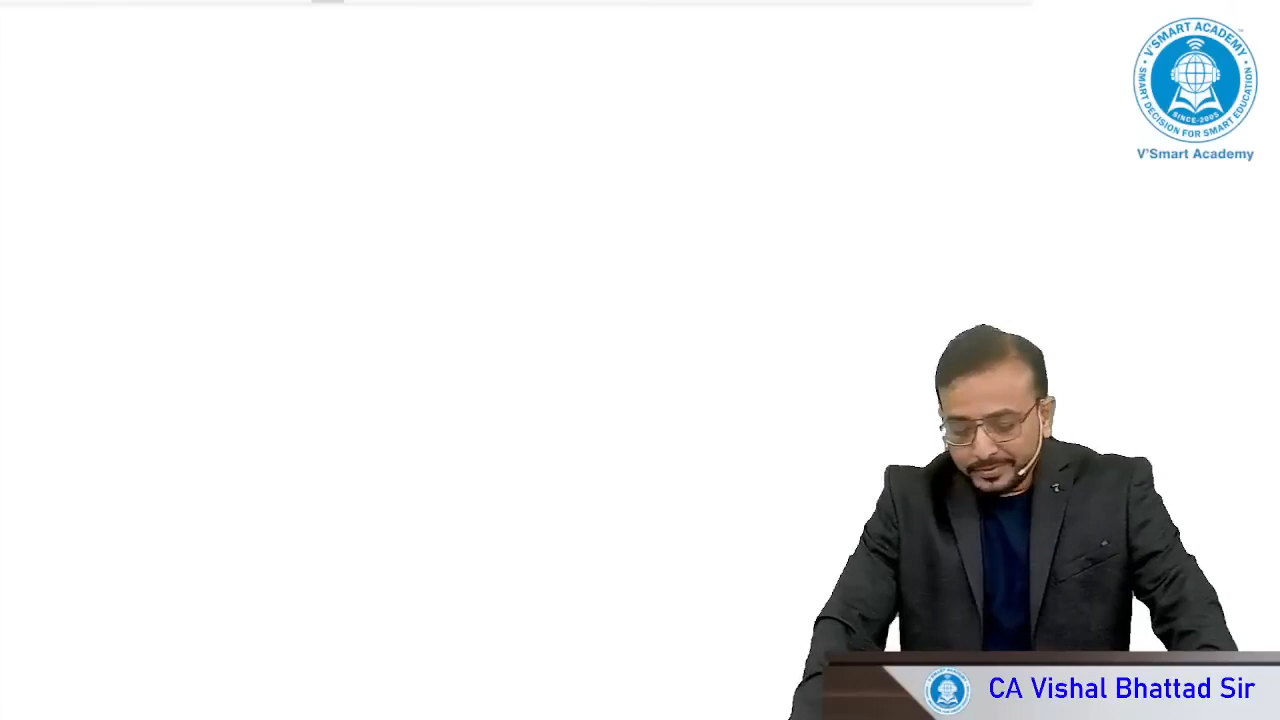 V'SMART ACADEMY
SMART DECISION FOR SMART EDUCATION
SINCE-2005
V'Smart Academy
CA Vishal Bhattad Sir